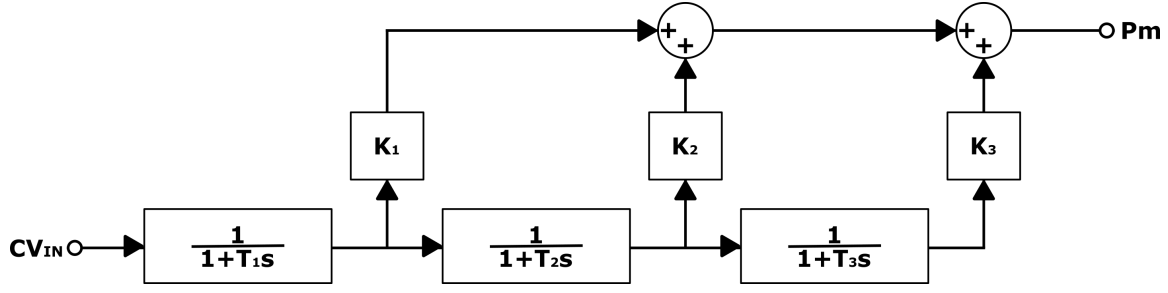 + + + + Pm
K₁ K₂ K₃
CVIN 1/1+T₁s 1/1+T₂s 1/1+T₃s